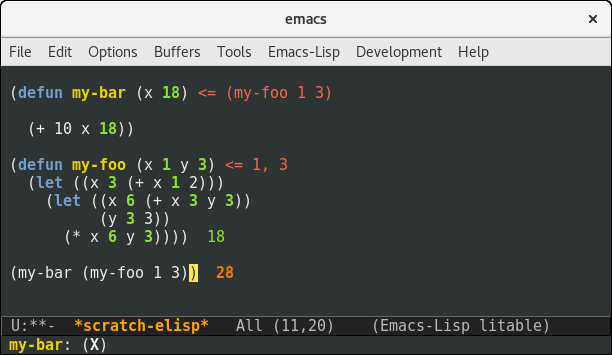 emacs ×
File Edit Options Buffers Tools Emacs-Lisp Development Help
(defun my-bar (x 18) <= (my-foo 1 3)
(+ 10 x 18))
(defun my-foo (x 1 y 3) <= 1, 3
(let ((x 3 (+ x 1 2)))
(let ((x 6 (+ x 3 y 3))
(y 3 3))
(* x 6 y 3)))) 18
(my-bar (my-foo 1 3)) 28
U:**- *scratch-elisp* All (11,20) (Emacs-Lisp litable)
my-bar: (X)